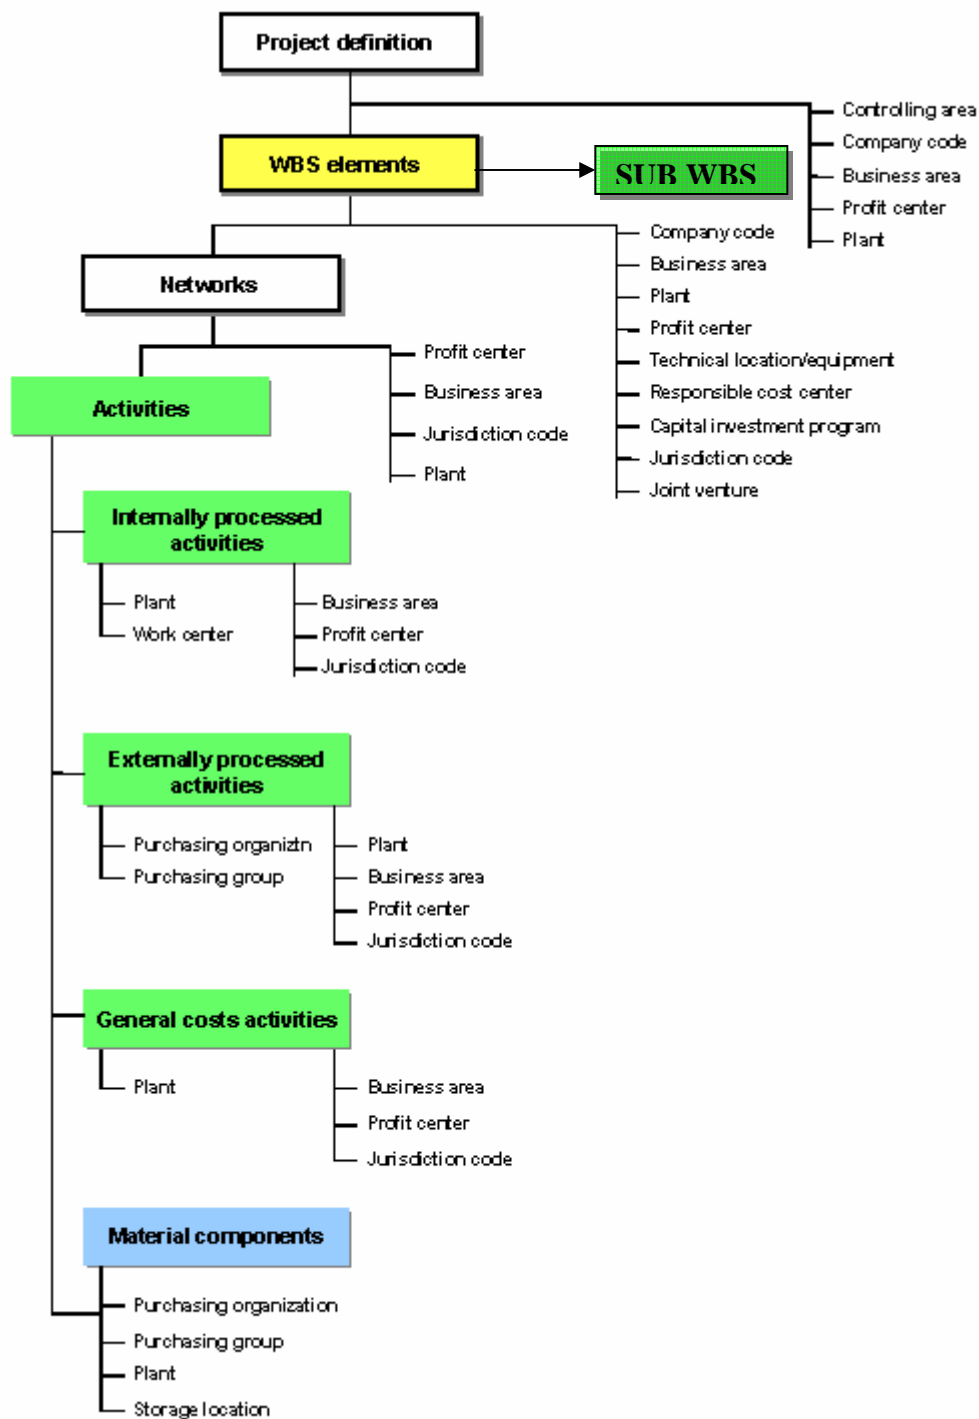 Project definition
Controlling area
Company code
Business area
Profit center
Plant
WBS elements
SUB WBS
Company code
Business area
Plant
Profit center
Technical location/equipment
Responsible cost center
Capital investment program
Jurisdiction code
Joint venture
Networks
Profit center
Business area
Jurisdiction code
Plant
Activities
Internally processed
activities
Plant
Work center
Business area
Profit center
Jurisdiction code
Externally processed
activities
Purchasing organiztn
Purchasing group
Plant
Business area
Profit center
Jurisdiction code
General costs activities
Plant
Business area
Profit center
Jurisdiction code
Material components
Purchasing organization
Purchasing group
Plant
Storage location